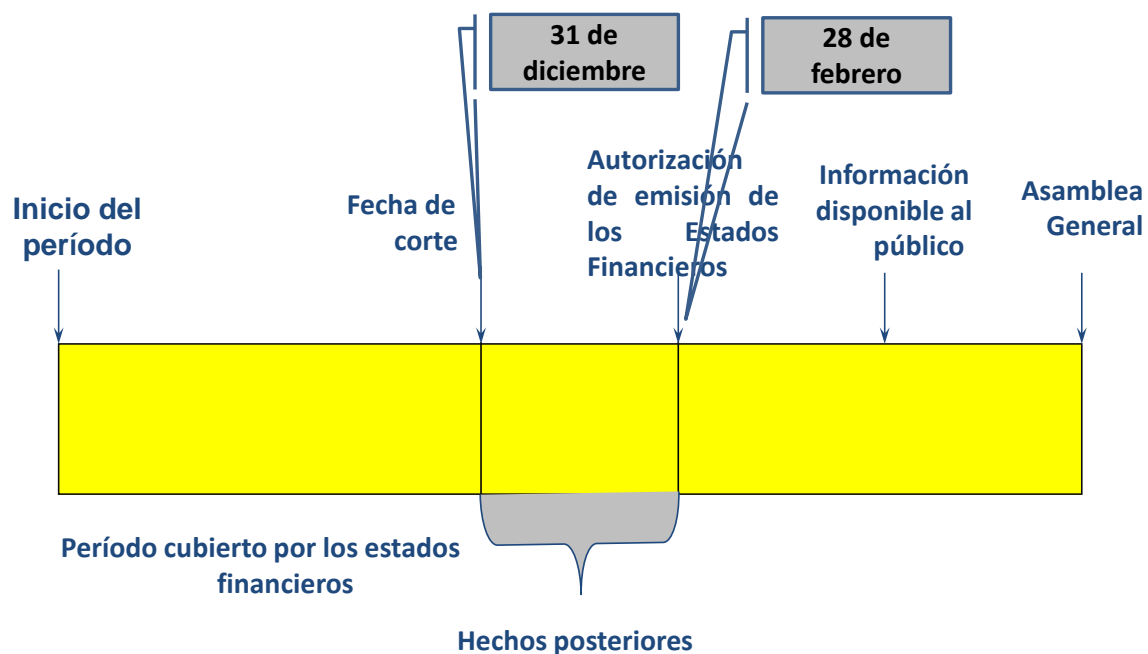 31 de
diciembre
28 de
febrero
Inicio del
período
Fecha de
corte
Autorización
de emisión de
los Estados
Financieros
Información
disponible al
público
Asamblea
General
Período cubierto por los estados
financieros
Hechos posteriores